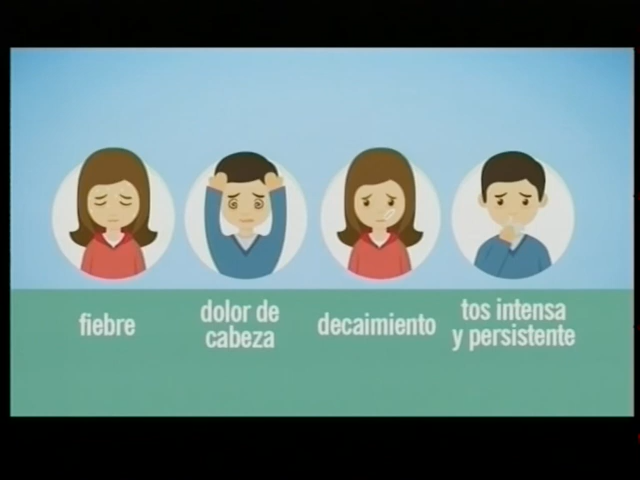 fiebre
dolor de
cabeza
decaimiento
tos intensa
y persistente